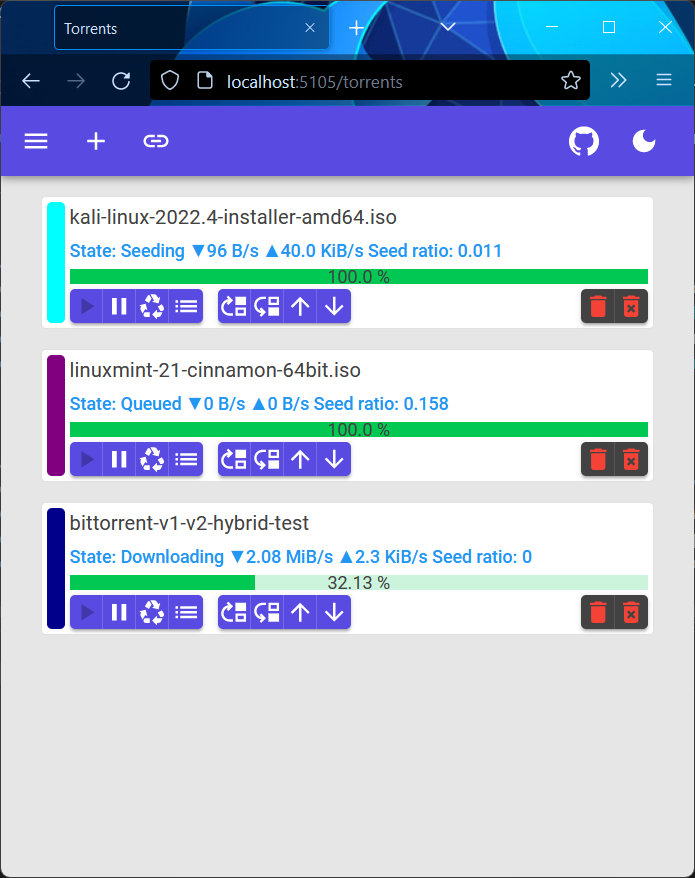 Torrents
localhost:5105/torrents
kali-linux-2022.4-installer-amd64.iso
State: Seeding ▼96 B/s ▲40.0 KiB/s Seed ratio: 0.011
100.0 %
linuxmint-21-cinnamon-64bit.iso
State: Queued ▼0 B/s ▲0 B/s Seed ratio: 0.158
100.0 %
bittorrent-v1-v2-hybrid-test
State: Downloading ▼2.08 MiB/s ▲2.3 KiB/s Seed ratio: 0
32.13 %